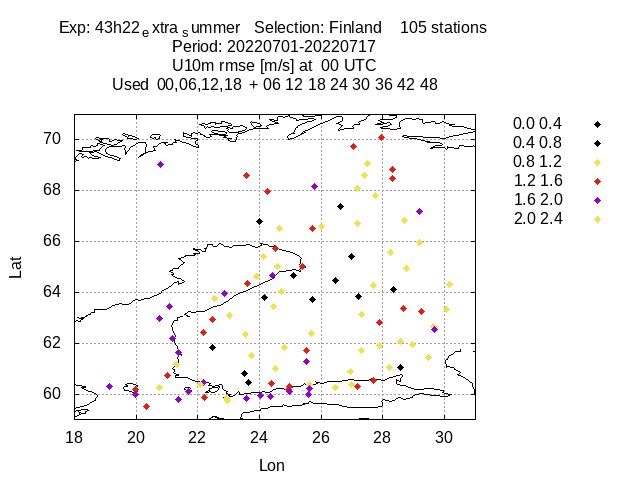 Exp: 43h22 e xtra s ummer Selection: Finland 105 stations
Period: 20220701-20220717
U10m rmse [m/s] at 00 UTC
Used 00,06,12,18 + 06 12 18 24 30 36 42 48
0.0 0.4
0.4 0.8
0.8 1.2
1.2 1.6
1.6 2.0
2.0 2.4
70
68
66
64
62
60
Lat
18 20 22 24 26 28 30
Lon